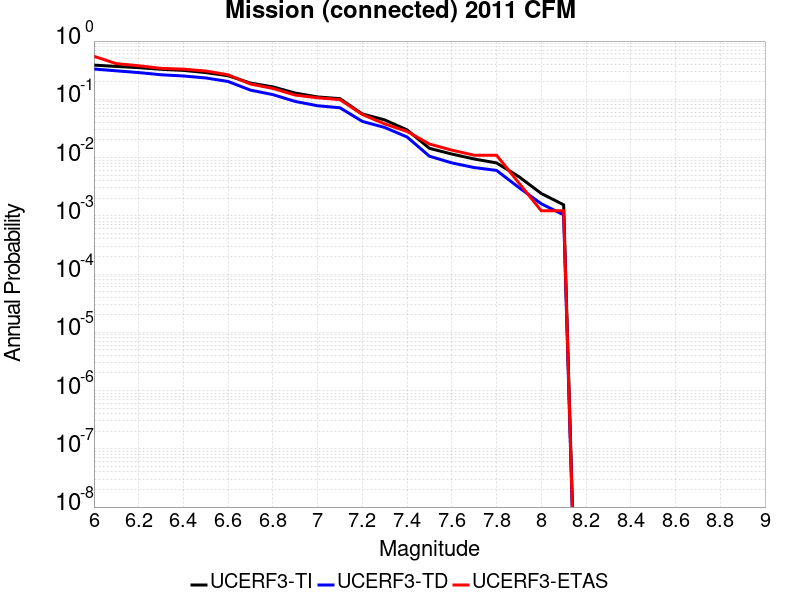 Mission (connected) 2011 CFM
10^0
10^-1
10^-2
10^-3
10^-4
10^-5
10^-6
10^-7
10^-8
Annual Probability
6 6.2 6.4 6.6 6.8 7 7.2 7.4 7.6 7.8 8 8.2 8.4 8.6 8.8 9
Magnitude
UCERF3-TI UCERF3-TD UCERF3-ETAS